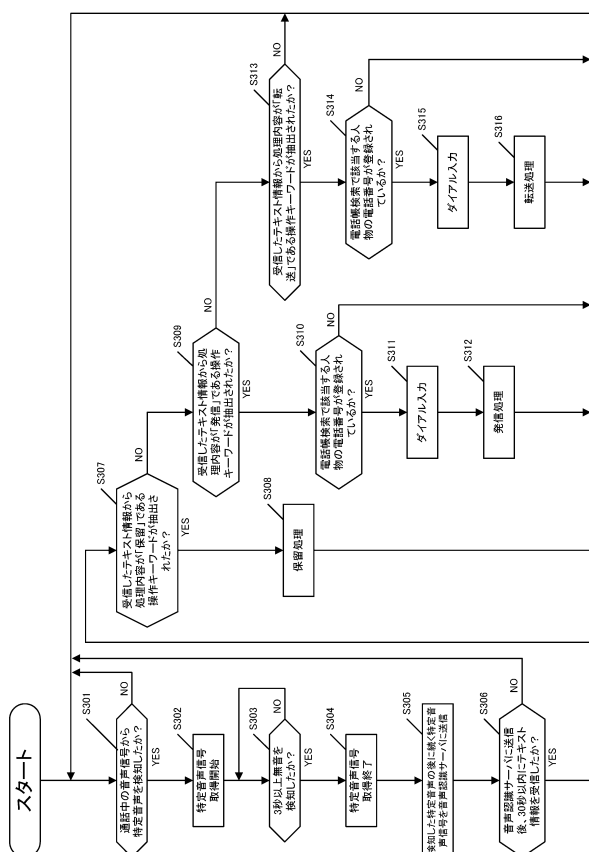 スタート
S301
通話中の音声信号から
特定音声を検知したか?
NO
YES
S302
特定音声信号
取得開始
S303
3秒以上無音を
検知したか?
NO
YES
S304
特定音声信号
取得終了
S305
検知した特定音声の後に続く特定音
声信号を音声認識サーバに送信
S306
音声認識サーバに送信
後、30秒以内にテキスト
情報を受信したか?
NO
YES
S307
受信したテキスト情報から
処理内容が「保留」である
操作キーワードが抽出さ
れたか?
NO
YES
S308
保留処理
S309
受信したテキスト情報から処
理内容が「発信」である操作
キーワードが抽出されたか?
NO
YES
S310
電話帳検索で該当する人
物の電話番号が登録され
ているか?
NO
YES
S311
ダイアル入力
S312
発信処理
S313
受信したテキスト情報から処理内容が「転
送」である操作キーワードが抽出されたか?
NO
YES
S314
電話帳検索で該当する人
物の電話番号が登録され
ているか?
NO
YES
S315
ダイアル入力
S316
転送処理